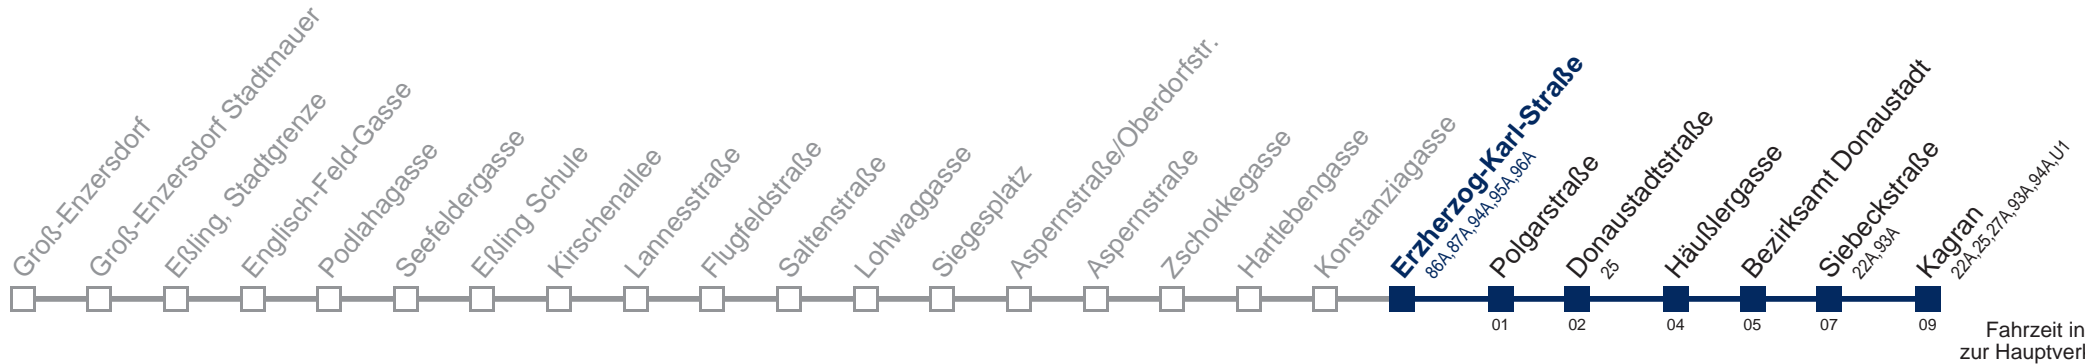 Groß-Enzersdorf
Groß-Enzersdorf Stadtmauer
Eßling, Stadtgrenze
Englisch-Feld-Gasse
Podlahagasse
Seefeldergasse
Eßling Schule
Kirschenallee
Lannesstraße
Flugfeldstraße
Saltenstraße
Lohwaggasse
Siegesplatz
Aspernstraße/Oberdorfstr.
Aspernstraße
Zschokkegasse
Hartlebengasse
Konstanziagasse
Erzherzog-Karl-Straße
86A,87A,94A,95A,96A
Polgarstraße
Donaustadtstraße
25
Häußlergasse
Bezirksamt Donaustadt
Siebeckstraße
22A,93A
Kagran
22A,25,27A,93A,94A,U1
01 02 04 05 07 09
Fahrzeit in
zur Hauptverl